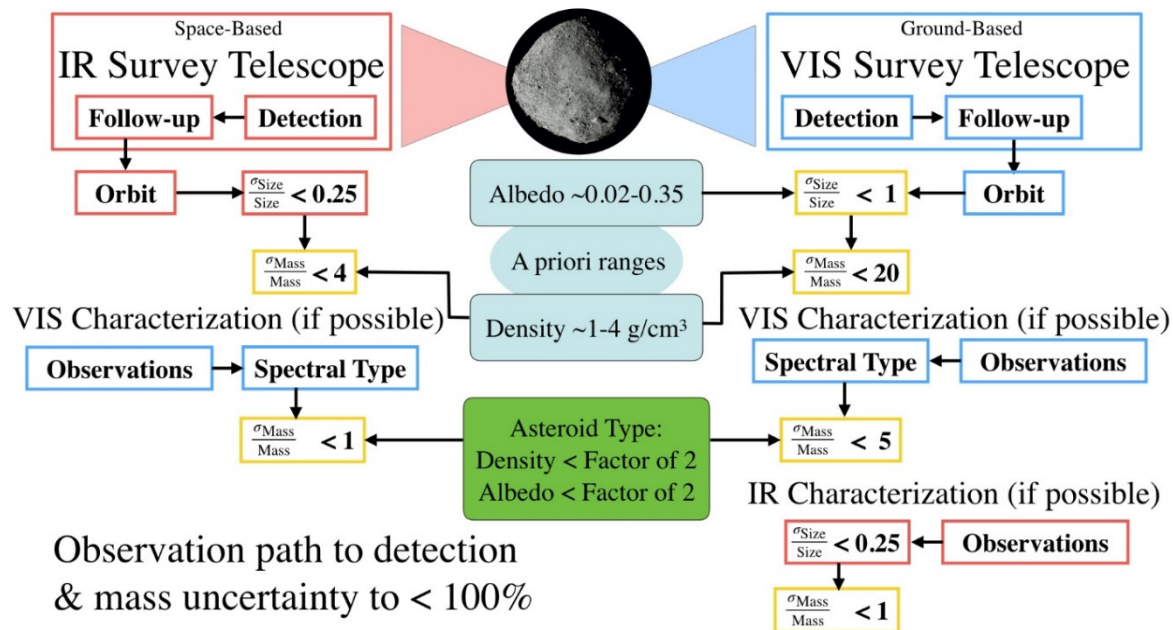 Space-Based
IR Survey Telescope
Follow-up
Detection
Orbit
σSize/Size < 0.25
σMass/Mass < 4
VIS Characterization (if possible)
Observations
Spectral Type
σMass/Mass < 1
Albedo ~0.02-0.35
A priori ranges
Density ~1-4 g/cm³
Asteroid Type:
Density < Factor of 2
Albedo < Factor of 2
Ground-Based
VIS Survey Telescope
Detection
Follow-up
σSize/Size < 1
Orbit
σMass/Mass < 20
VIS Characterization (if possible)
Spectral Type
Observations
σMass/Mass < 5
IR Characterization (if possible)
σSize/Size < 0.25
Observations
σMass/Mass < 1
Observation path to detection
& mass uncertainty to < 100%